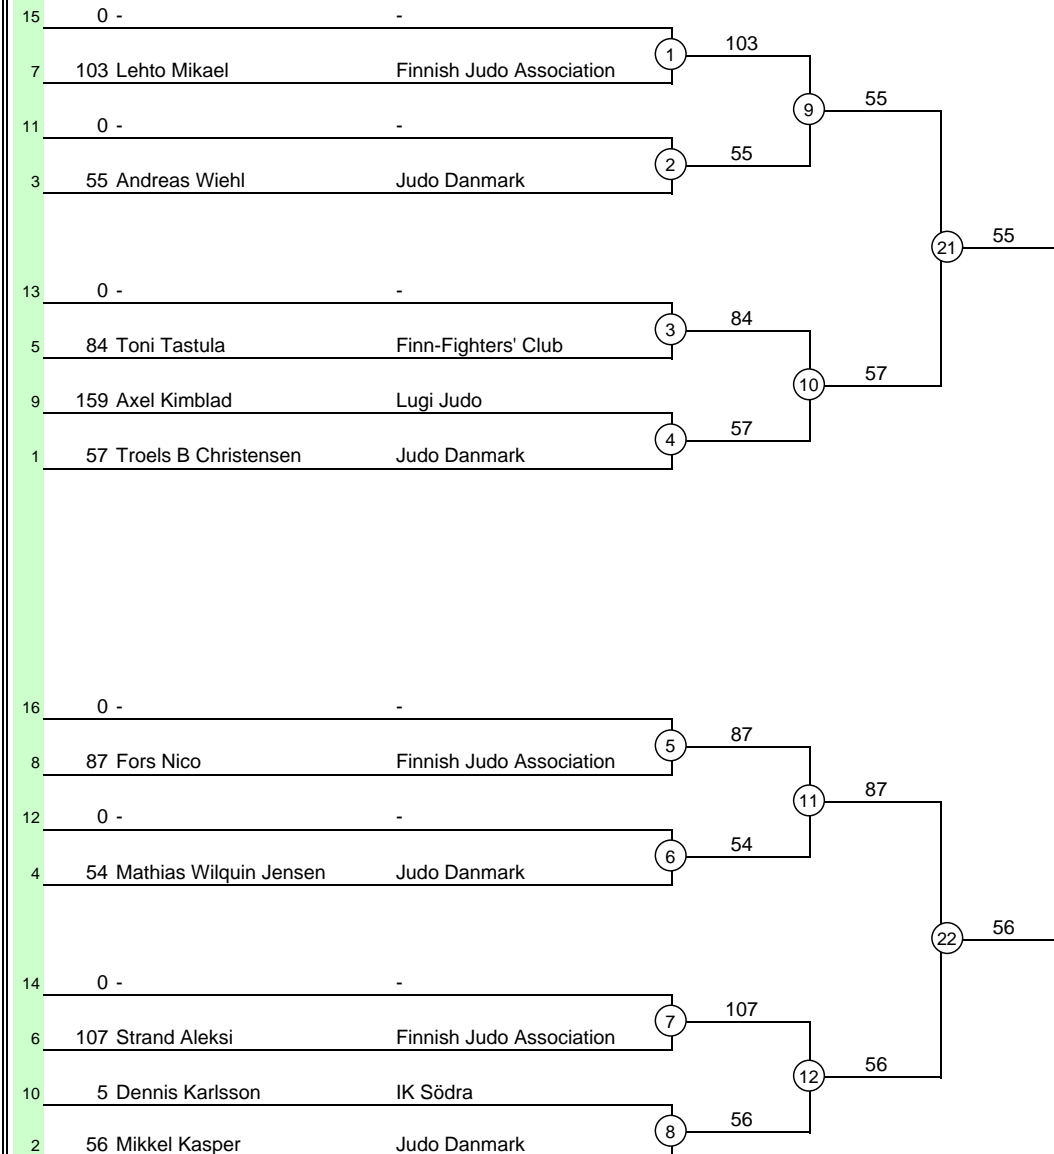 15 0 - -
1 103
7 103 Lehto Mikael Finnish Judo Association
9 55
11 0 - -
2 55
3 55 Andreas Wiehl Judo Danmark
21 55
13 0 - -
3 84
5 84 Toni Tastula Finn-Fighters' Club
10 57
9 159 Axel Kimblad Lugi Judo
4 57
1 57 Troels B Christensen Judo Danmark
16 0 - -
5 87
8 87 Fors Nico Finnish Judo Association
11 87
12 0 - -
6 54
4 54 Mathias Wilquin Jensen Judo Danmark
22 56
14 0 - -
7 107
6 107 Strand Aleksi Finnish Judo Association
12 56
10 5 Dennis Karlsson IK Södra
8 56
2 56 Mikkel Kasper Judo Danmark